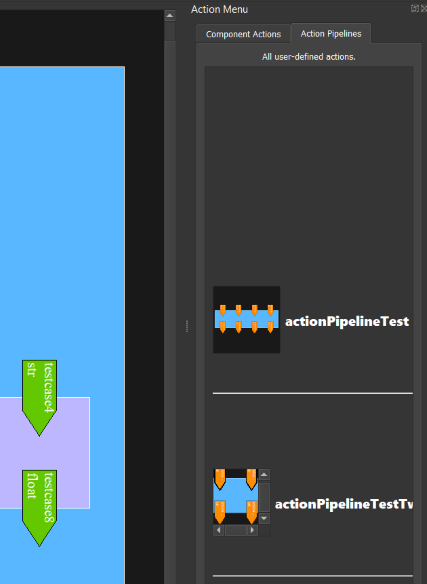 Action Menu
Component Actions
Action Pipelines
All user-defined actions.
actionPipelineTest
testcase4
str
testcase8
float
actionPipelineTestTw